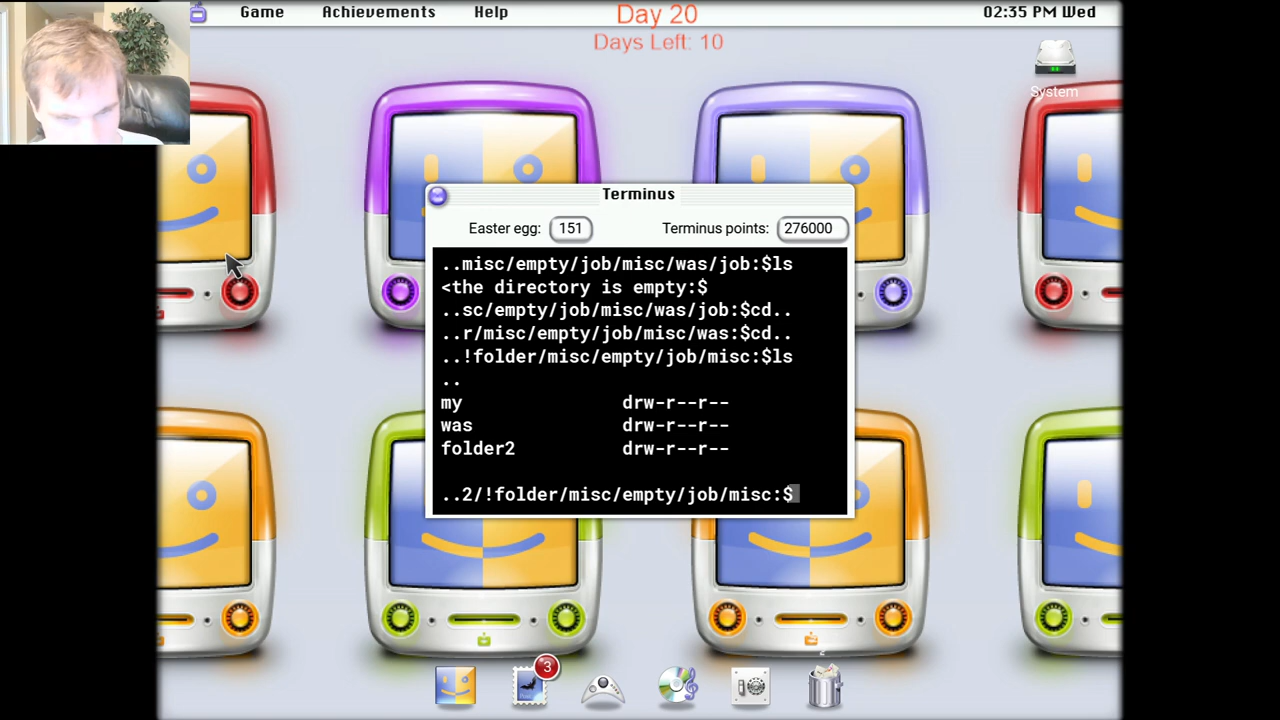 Game Achievements Help
Day 20
02:35 PM Wed
Days Left: 10
System
Terminus
Easter egg: 151 Terminus points: 276000
..misc/empty/job/misc/was/job:$ls
<the directory is empty:$
..sc/empty/job/misc/was/job:$cd..
..r/misc/empty/job/misc/was:$cd..
..!folder/misc/empty/job/misc:$ls
..
my drw-r--r--
was drw-r--r--
folder2 drw-r--r--
..2/!folder/misc/empty/job/misc:$
3